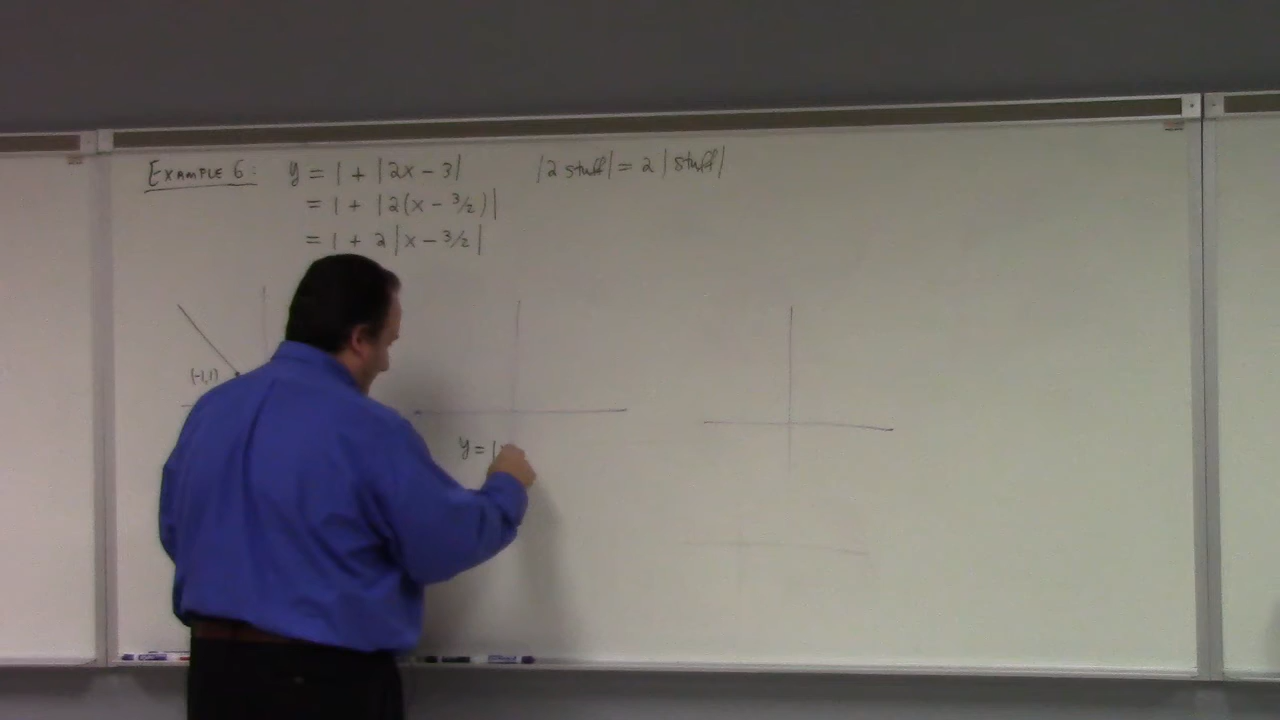 EXAMPLE 6: y = 1 + |2x - 3| |2 stuff| = 2 |stuff|
= 1 + |2(x - 3/2)|
= 1 + 2|x - 3/2|
(-1,1)
y = |